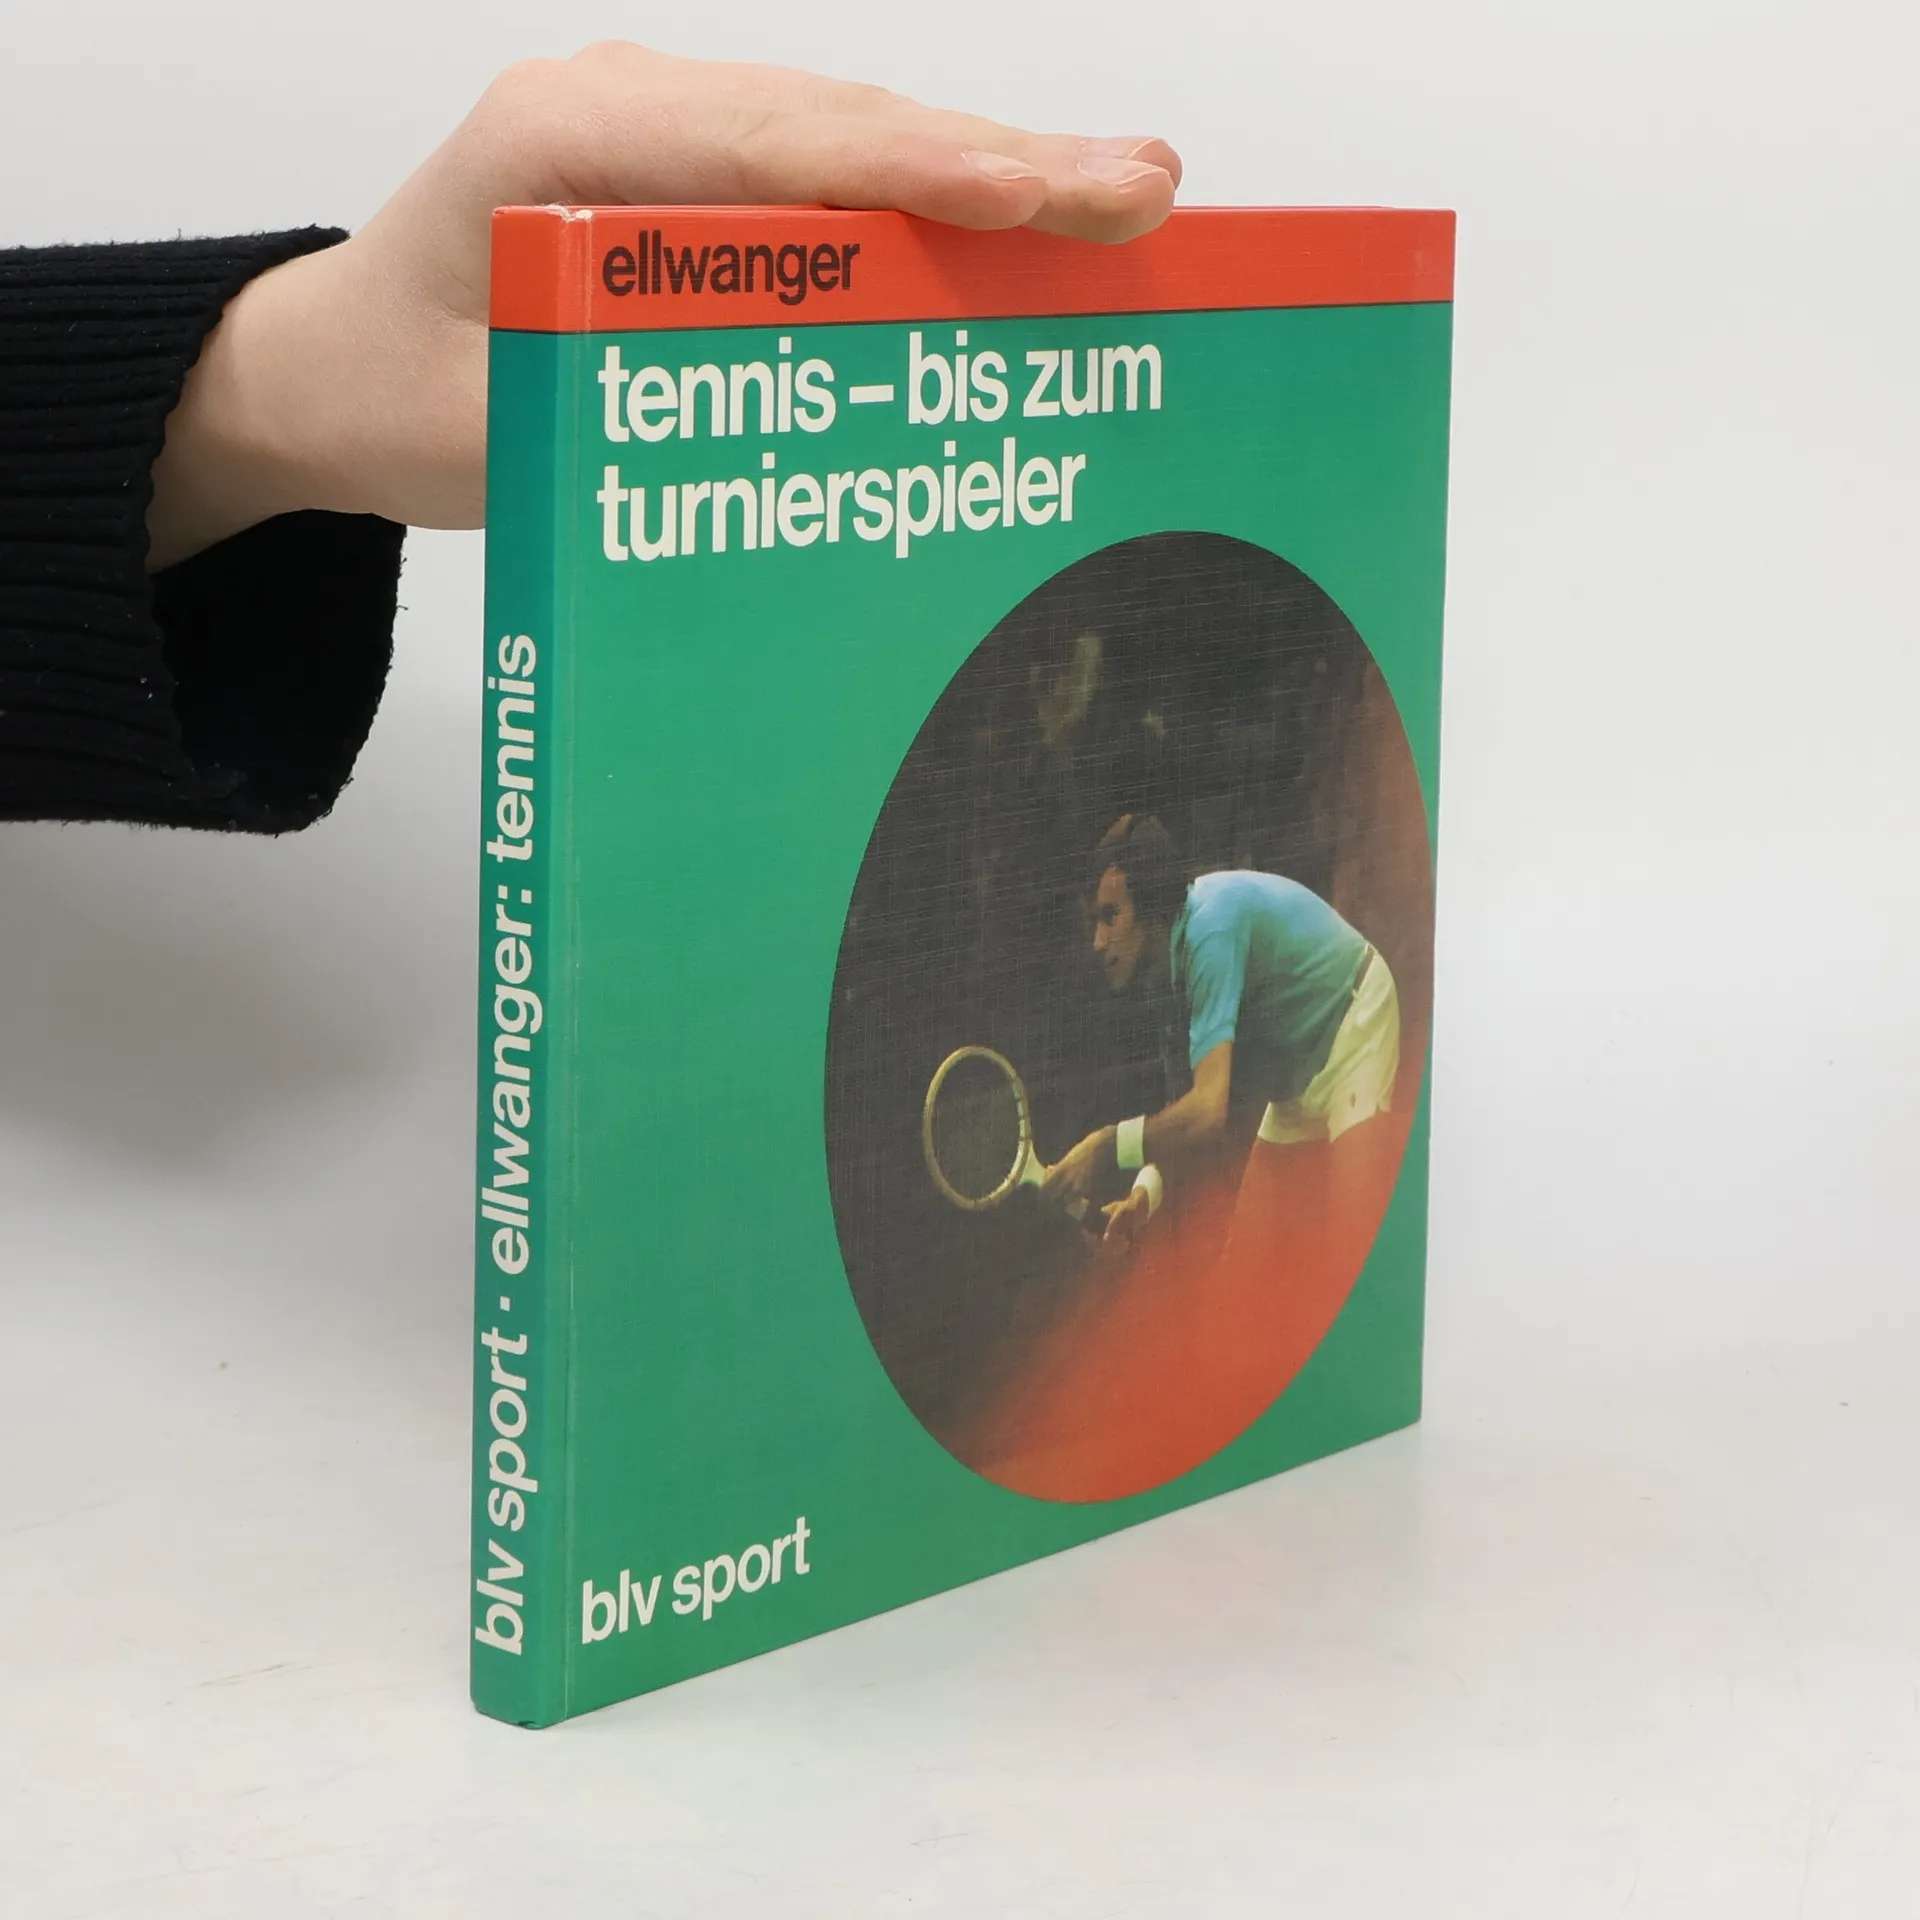 ellwanger
tennis – bis zum
turnierspieler
blv sport
blv sport · ellwanger: tennis